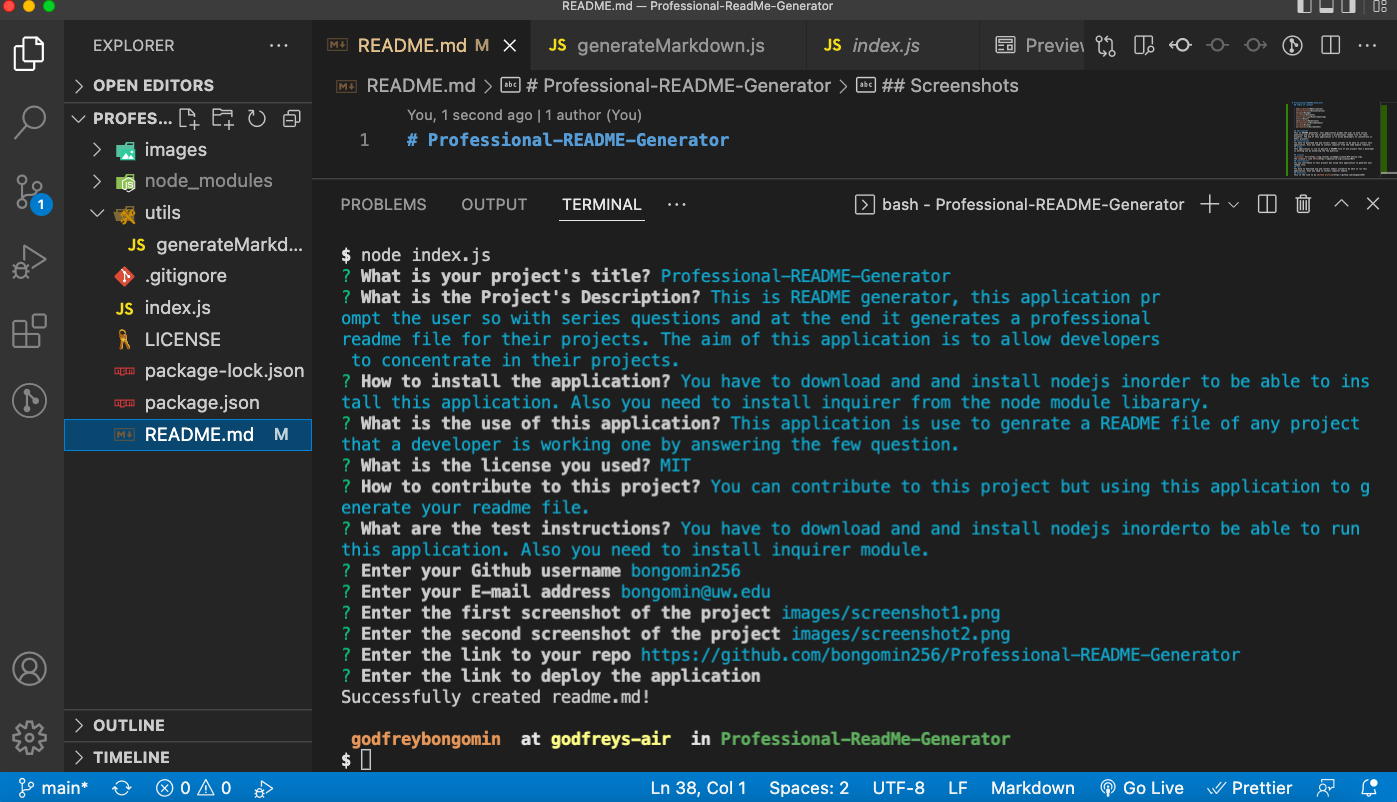 README.md — Professional-ReadMe-Generator
EXPLORER
OPEN EDITORS
PROFES...
images
node_modules
utils
JS generateMarkd...
.gitignore
JS index.js
LICENSE
package-lock.json
package.json
README.md M
OUTLINE
TIMELINE
1
README.md M
JS generateMarkdown.js
JS index.js
Preview
README.md > # Professional-README-Generator > ## Screenshots
You, 1 second ago | 1 author (You)
1 # Professional-README-Generator
PROBLEMS OUTPUT TERMINAL ... bash - Professional-README-Generator
$ node index.js
? What is your project's title? Professional-README-Generator
? What is the Project's Description? This is README generator, this application pr
ompt the user so with series questions and at the end it generates a professional
readme file for their projects. The aim of this application is to allow developers
to concentrate in their projects.
? How to install the application? You have to download and and install nodejs inorder to be able to ins
tall this application. Also you need to install inquirer from the node module libarary.
? What is the use of this application? This application is use to genrate a README file of any project
that a developer is working one by answering the few question.
? What is the license you used? MIT
? How to contribute to this project? You can contribute to this project but using this application to g
enerate your readme file.
? What are the test instructions? You have to download and and install nodejs inorderto be able to run
this application. Also you need to install inquirer module.
? Enter your Github username bongomin256
? Enter your E-mail address bongomin@uw.edu
? Enter the first screenshot of the project images/screenshot1.png
? Enter the second screenshot of the project images/screenshot2.png
? Enter the link to your repo https://github.com/bongomin256/Professional-README-Generator
? Enter the link to deploy the application
Successfully created readme.md!
godfreybongomin at godfreys-air in Professional-ReadMe-Generator
$
main* 0 0 Ln 38, Col 1 Spaces: 2 UTF-8 LF Markdown Go Live Prettier